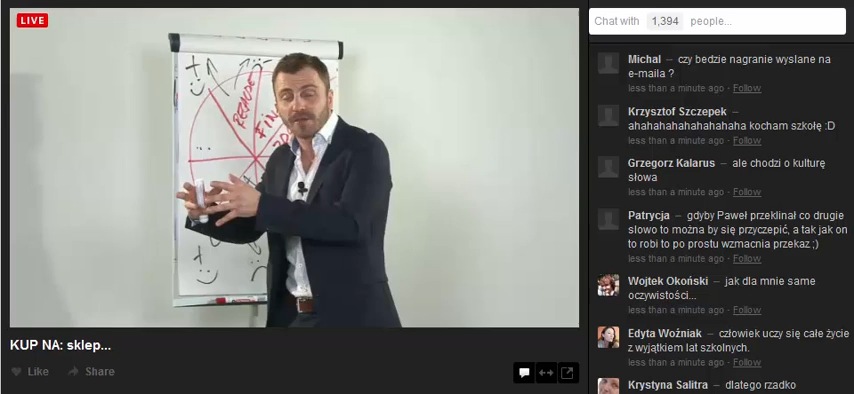 LIVE
REZULTA
FIN
KUP NA: sklep...
Like
Share
Chat with 1,394 people...
Michal – czy bedzie nagranie wyslane na
e-maila ?
less than a minute ago · Follow
Krzysztof Szczepek –
ahahahahahahahahaha kocham szkołę :D
less than a minute ago · Follow
Grzegorz Kalarus – ale chodzi o kulturę
słowa
less than a minute ago · Follow
Patrycja – gdyby Paweł przeklinał co drugie
slowo to można by się przyczepić, a tak jak on
to robi to po prostu wzmacnia przekaz ;)
less than a minute ago · Follow
Wojtek Okoński – jak dla mnie same
oczywistości...
less than a minute ago · Follow
Edyta Woźniak – człowiek uczy się całe życie
z wyjątkiem lat szkolnych.
less than a minute ago · Follow
Krystyna Salitra – dlatego rzadko